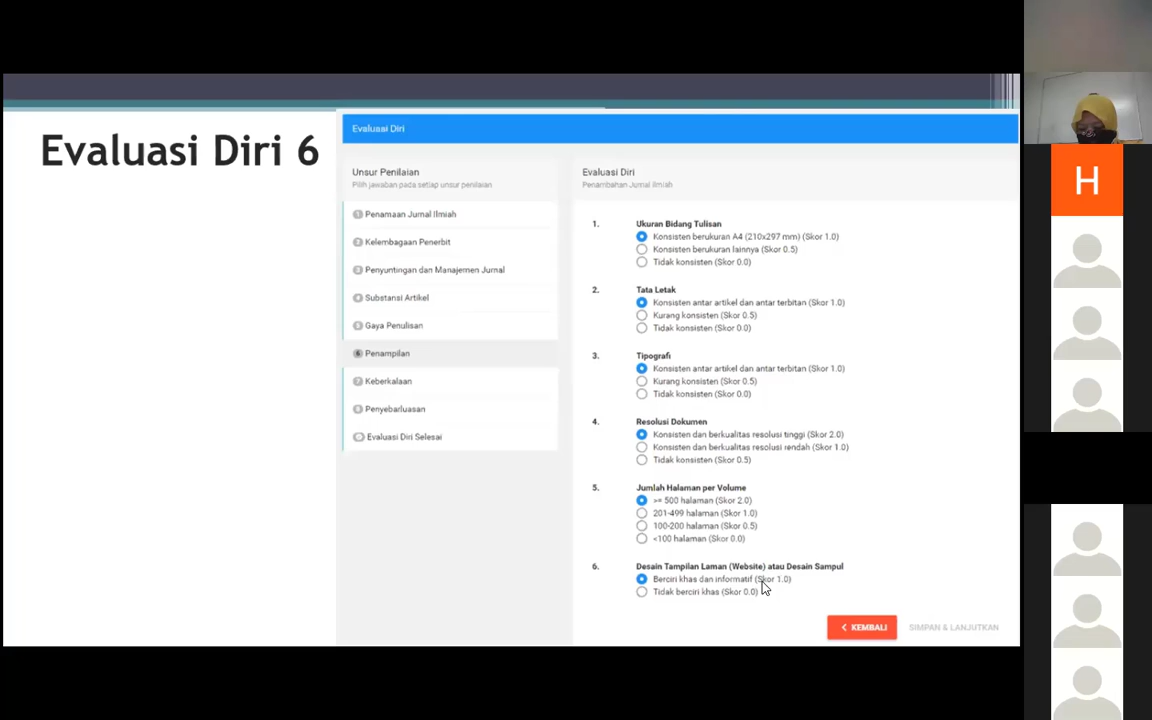 Evaluasi Diri 6
Evaluasi Diri
Unsur Penilaian
Pilih jawaban pada setiap unsur penilaian
1 Penamaan Jurnal Ilmiah
2 Kelembagaan Penerbit
3 Penyuntingan dan Manajemen Jurnal
4 Substansi Artikel
5 Gaya Penulisan
6 Penampilan
7 Keberkalaan
8 Penyebarluasan
Evaluasi Diri Selesai
Evaluasi Diri
Penambahan Jurnal Ilmiah
1. Ukuran Bidang Tulisan
Konsisten berukuran A4 (210x297 mm) (Skor 1.0)
Konsisten berukuran lainnya (Skor 0.5)
Tidak konsisten (Skor 0.0)
2. Tata Letak
Konsisten antar artikel dan antar terbitan (Skor 1.0)
Kurang konsisten (Skor 0.5)
Tidak konsisten (Skor 0.0)
3. Tipografi
Konsisten antar artikel dan antar terbitan (Skor 1.0)
Kurang konsisten (Skor 0.5)
Tidak konsisten (Skor 0.0)
4. Resolusi Dokumen
Konsisten dan berkualitas resolusi tinggi (Skor 2.0)
Konsisten dan berkualitas resolusi rendah (Skor 1.0)
Tidak konsisten (Skor 0.5)
5. Jumlah Halaman per Volume
>= 500 halaman (Skor 2.0)
201-499 halaman (Skor 1.0)
100-200 halaman (Skor 0.5)
<100 halaman (Skor 0.0)
6. Desain Tampilan Laman (Website) atau Desain Sampul
Berciri khas dan informatif (Skor 1.0)
Tidak berciri khas (Skor 0.0)
< KEMBALI
SIMPAN & LANJUTKAN
H